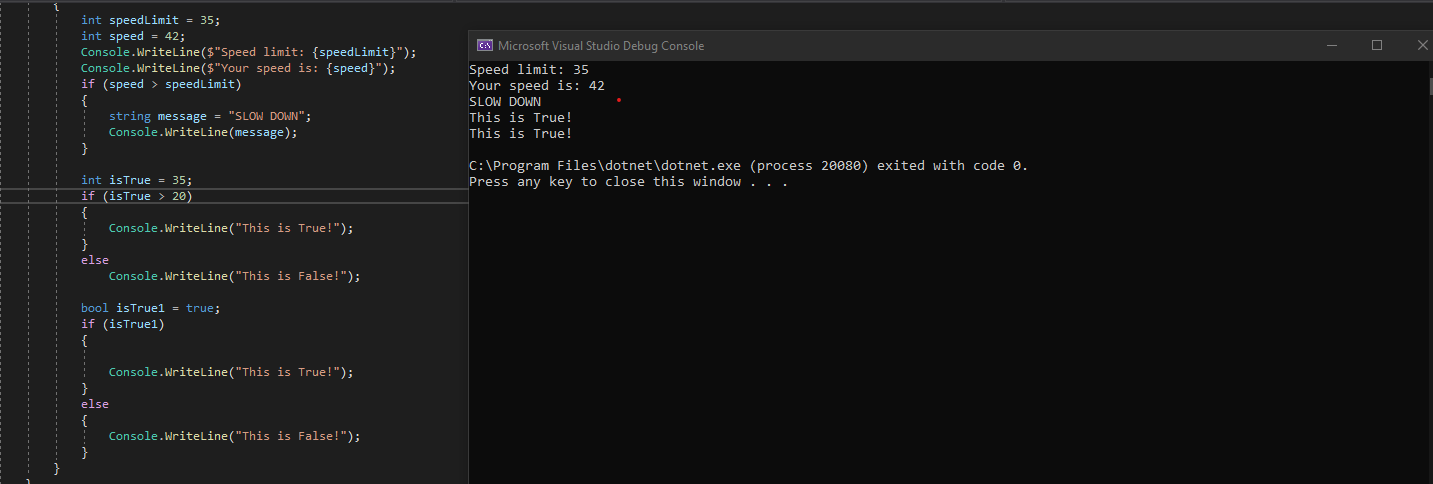 {
int speedLimit = 35;
int speed = 42;
Console.WriteLine($"Speed limit: {speedLimit}");
Console.WriteLine($"Your speed is: {speed}");
if (speed > speedLimit)
{
string message = "SLOW DOWN";
Console.WriteLine(message);
}
int isTrue = 35;
if (isTrue > 20)
{
Console.WriteLine("This is True!");
}
else
Console.WriteLine("This is False!");
bool isTrue1 = true;
if (isTrue1)
{
Console.WriteLine("This is True!");
}
else
{
Console.WriteLine("This is False!");
}
}
}
C:\ Microsoft Visual Studio Debug Console
Speed limit: 35
Your speed is: 42
SLOW DOWN
This is True!
This is True!
C:\Program Files\dotnet\dotnet.exe (process 20080) exited with code 0.
Press any key to close this window . . .